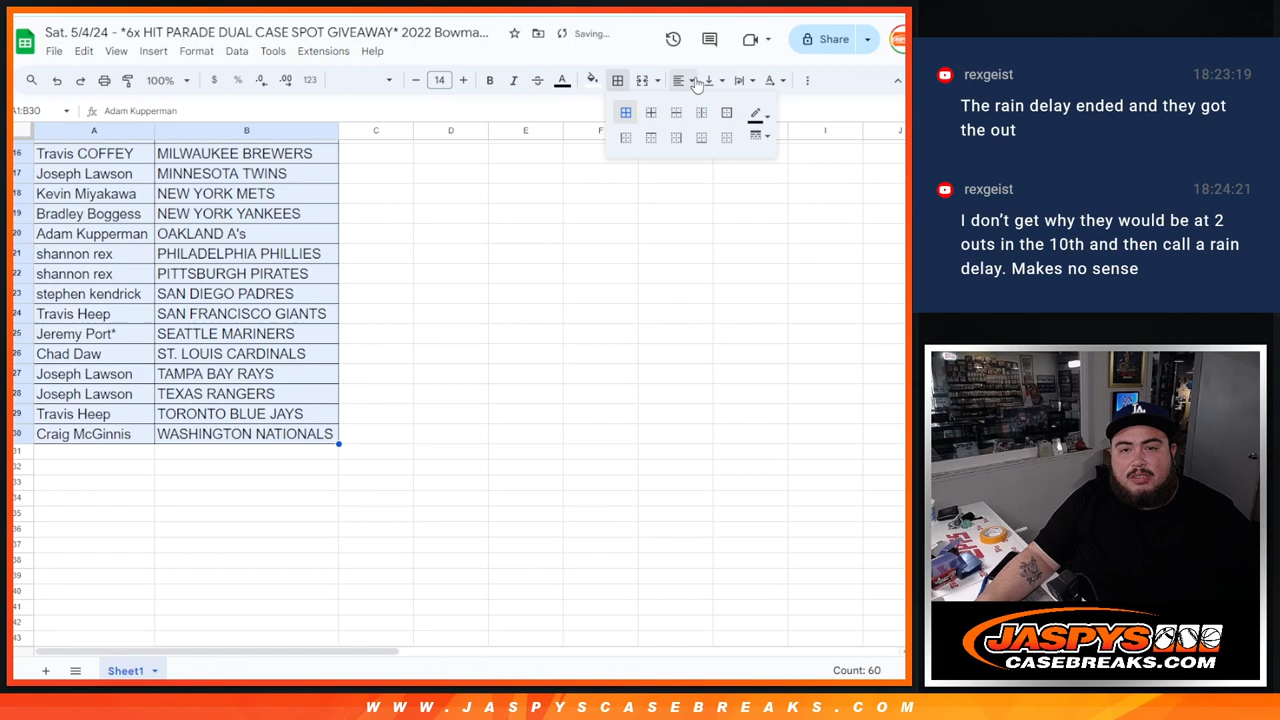 Sat. 5/4/24 - *6x HIT PARADE DUAL CASE SPOT GIVEAWAY* 2022 Bowma...
Saving...
Share
File Edit View Insert Format Data Tools Extensions Help
100% $ % .0 .00 123 14 B I A
A1:B30 fx Adam Kupperman
A B C D E F I J
16 Travis COFFEY MILWAUKEE BREWERS
17 Joseph Lawson MINNESOTA TWINS
18 Kevin Miyakawa NEW YORK METS
19 Bradley Boggess NEW YORK YANKEES
20 Adam Kupperman OAKLAND A's
21 shannon rex PHILADELPHIA PHILLIES
22 shannon rex PITTSBURGH PIRATES
23 stephen kendrick SAN DIEGO PADRES
24 Travis Heep SAN FRANCISCO GIANTS
25 Jeremy Port* SEATTLE MARINERS
26 Chad Daw ST. LOUIS CARDINALS
27 Joseph Lawson TAMPA BAY RAYS
28 Joseph Lawson TEXAS RANGERS
29 Travis Heep TORONTO BLUE JAYS
30 Craig McGinnis WASHINGTON NATIONALS
31
32
33
34
35
36
37
38
39
40
41
42
43
Sheet1
Count: 60
rexgeist 18:23:19
The rain delay ended and they got
the out
rexgeist 18:24:21
I don't get why they would be at 2
outs in the 10th and then call a rain
delay. Makes no sense
JASPYS
CASEBREAKS.COM
WWW.JASPYSCASEBREAKS.COM